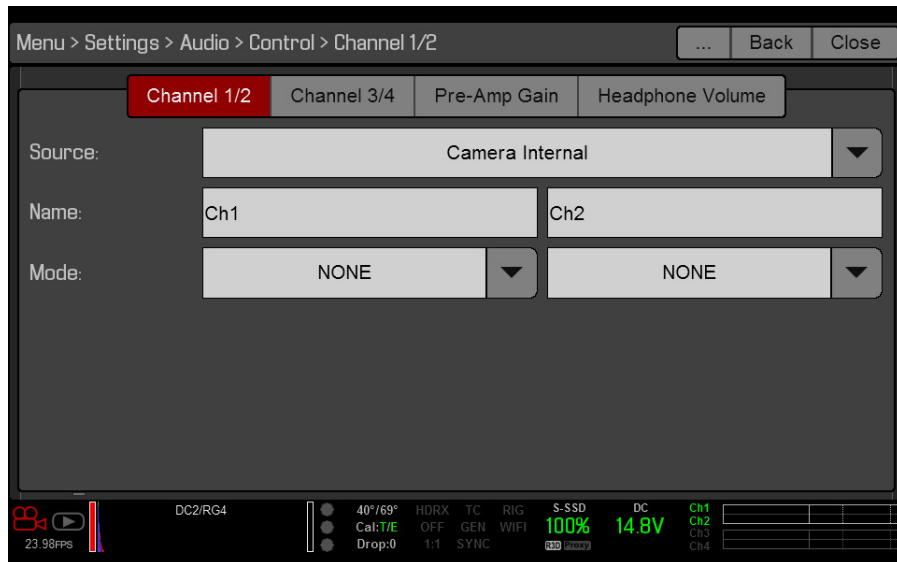 Menu > Settings > Audio > Control > Channel 1/2 ... Back Close
Channel 1/2 Channel 3/4 Pre-Amp Gain Headphone Volume
Source: Camera Internal
Name: Ch1 Ch2
Mode: NONE NONE
DC2/RG4 40°/69° HDRX TC RIG S-SSD DC Ch1
Cal:T/E OFF GEN WIFI 100% 14.8V Ch2
Ch3
23.98FPS Drop:0 1:1 SYNC R3D Proxy Ch4